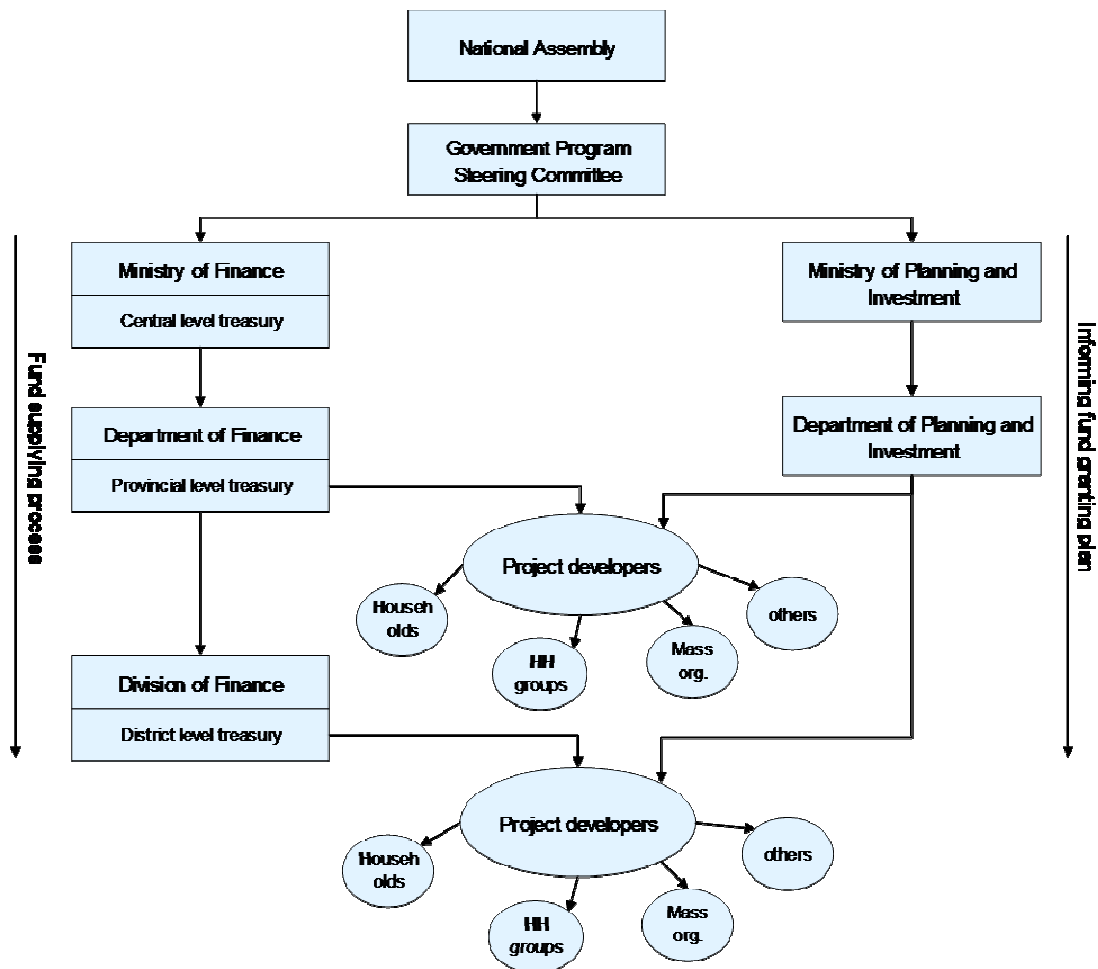 National Assembly
Government Program
Steering Committee
Ministry of Finance
Central level treasury
Ministry of Planning and
Investment
Fund supplying process
Informing fund granting plan
Department of Finance
Provincial level treasury
Department of Planning and
Investment
Project developers
Househ
olds
HH
groups
Mass
org.
others
Division of Finance
District level treasury
Project developers
Househ
olds
HH
groups
Mass
org.
others